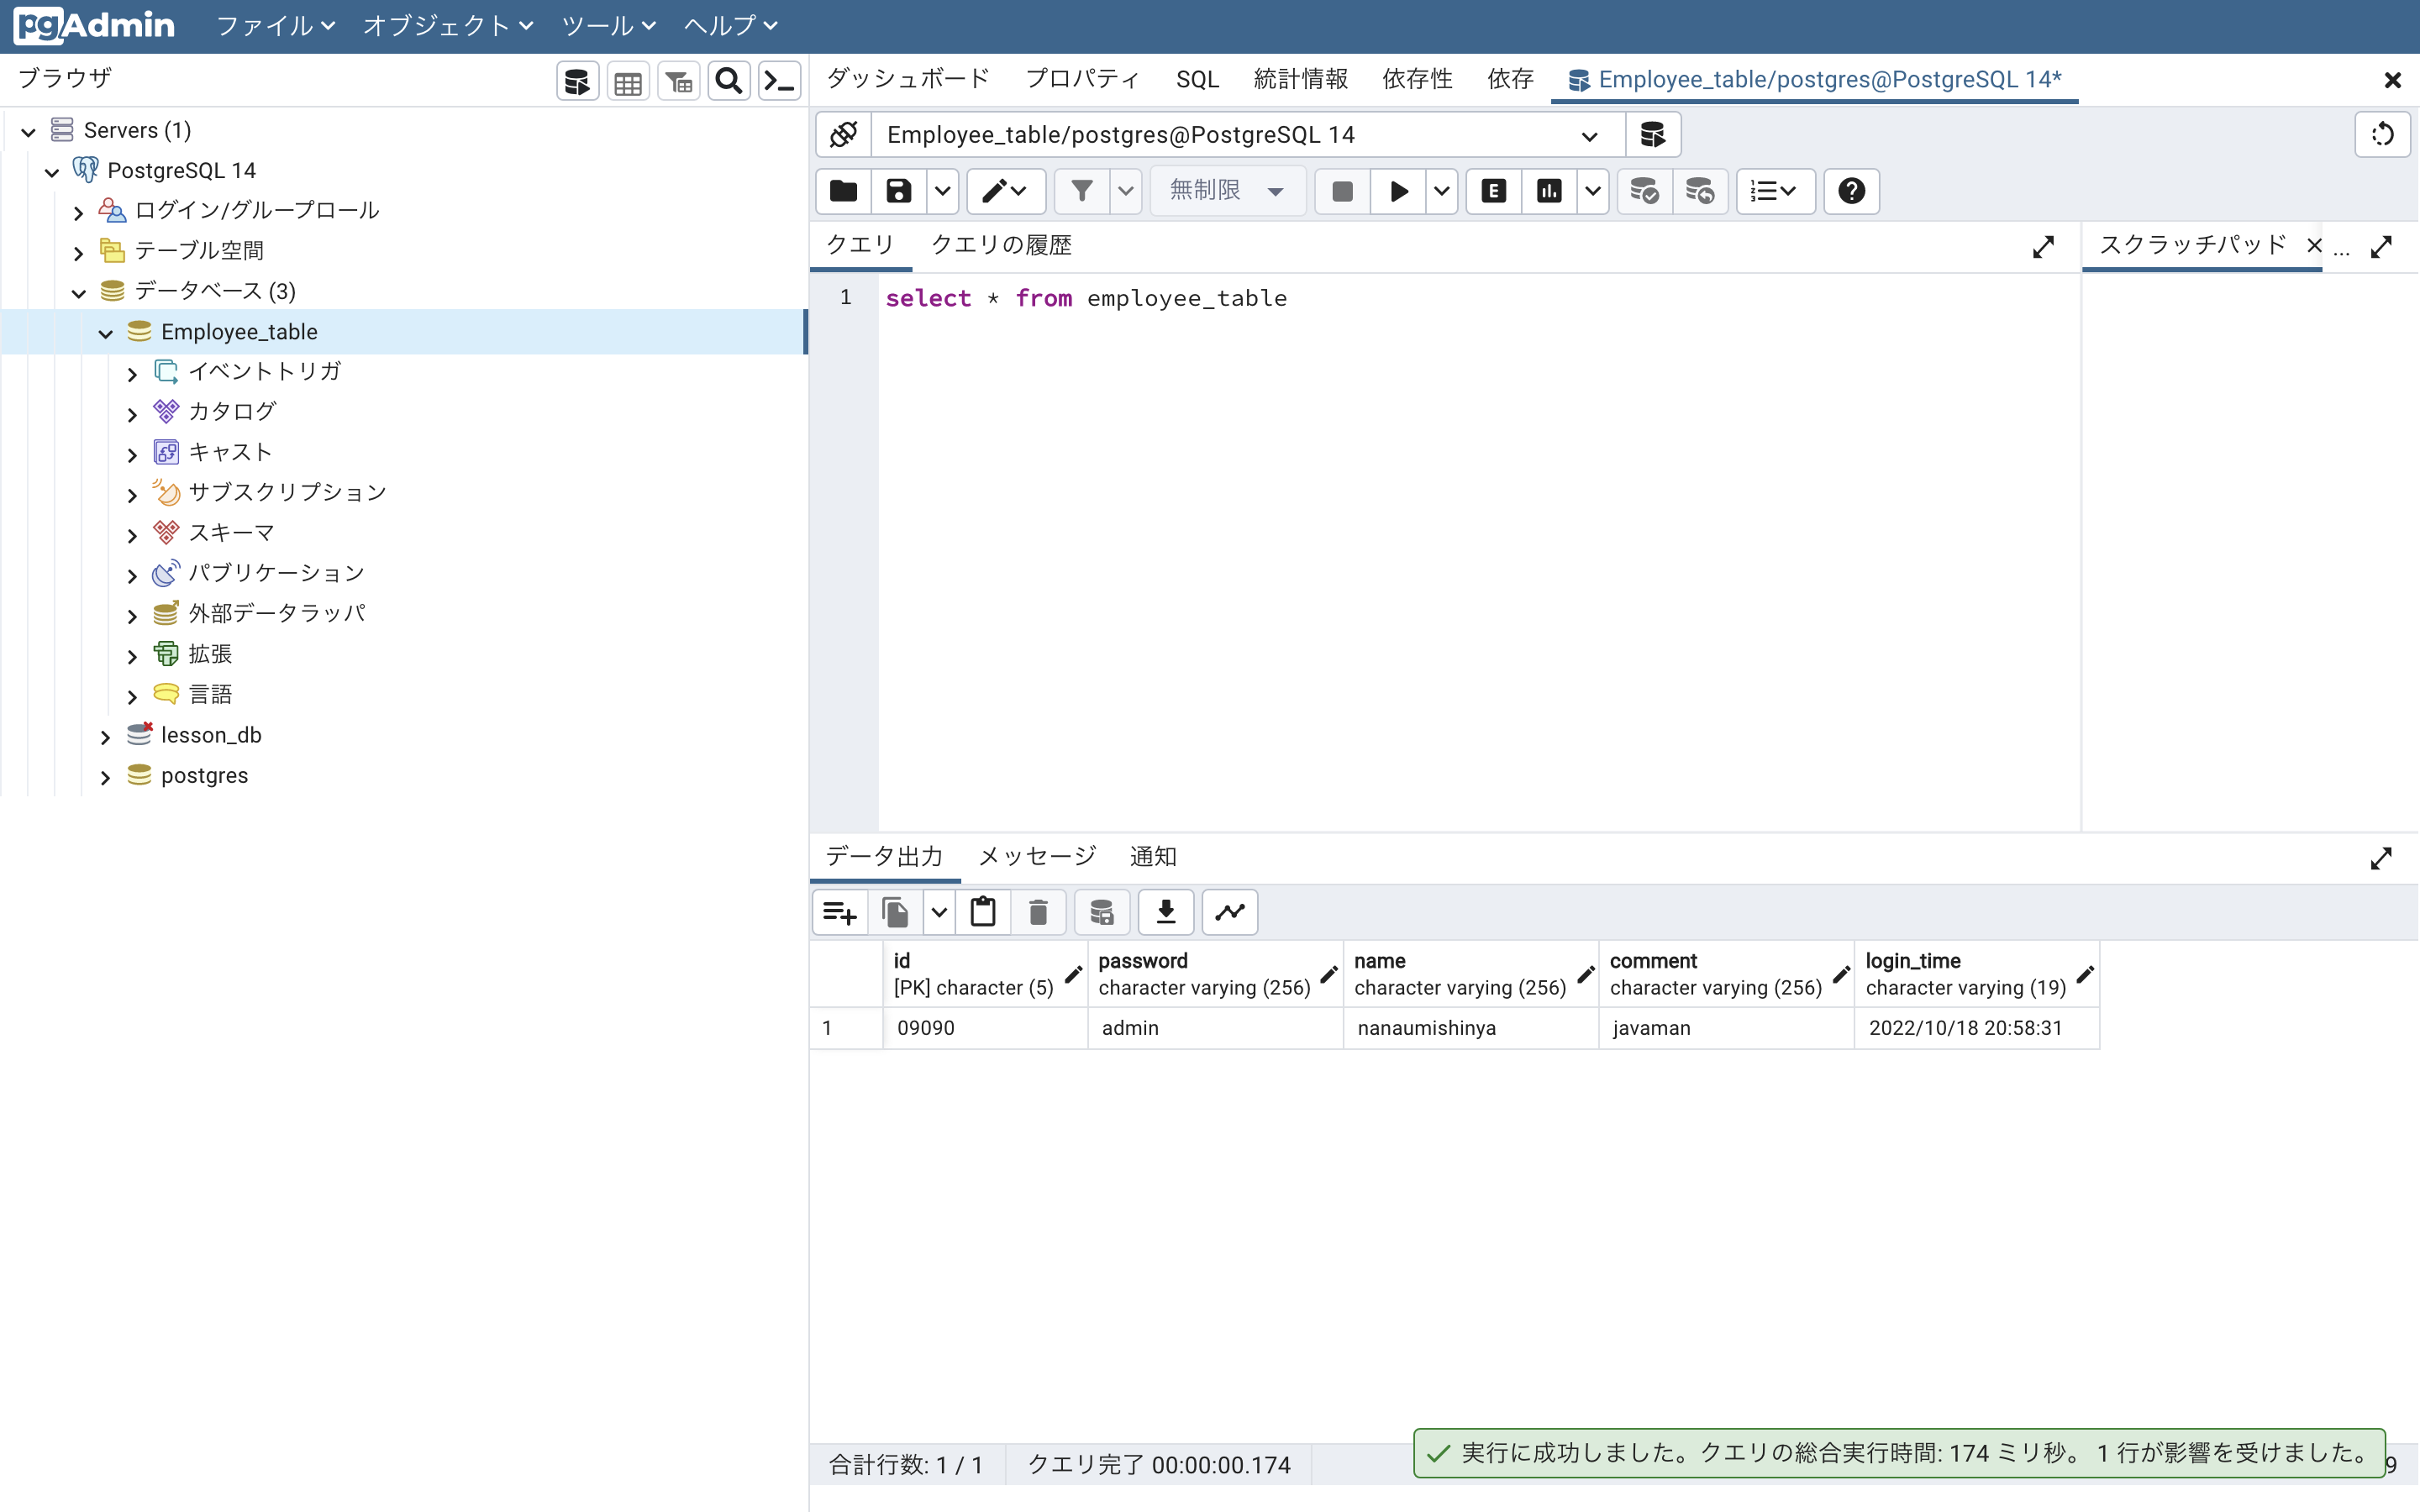 pgAdmin ファイル オブジェクト ツール ヘルプ
ブラウザ
Servers (1)
PostgreSQL 14
ログイン/グループロール
テーブル空間
データベース (3)
Employee_table
イベントトリガ
カタログ
キャスト
サブスクリプション
スキーマ
パブリケーション
外部データラッパ
拡張
言語
lesson_db
postgres
ダッシュボード プロパティ SQL 統計情報 依存性 依存 Employee_table/postgres@PostgreSQL 14*
Employee_table/postgres@PostgreSQL 14
無制限 E
クエリ クエリの履歴
スクラッチパッド ...
1 select * from employee_table
データ出力 メッセージ 通知
id password name comment login_time
[PK] character (5) character varying (256) character varying (256) character varying (256) character varying (19)
1 09090 admin nanaumishinya javaman 2022/10/18 20:58:31
合計行数: 1 / 1 クエリ完了 00:00:00.174
実行に成功しました。クエリの総合実行時間: 174 ミリ秒。 1 行が影響を受けました。
9